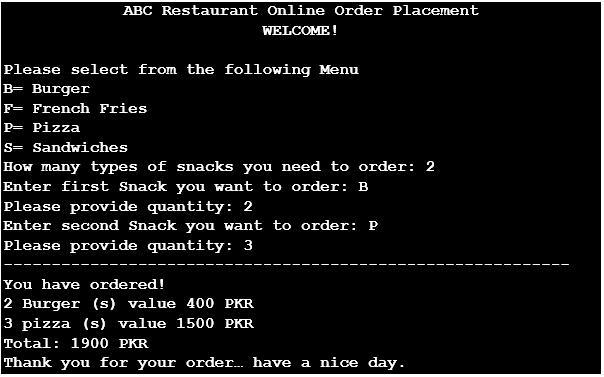 ABC Restaurant Online Order Placement
WELCOME!
Please select from the following Menu
B= Burger
F= French Fries
P= Pizza
S= Sandwiches
How many types of snacks you need to order: 2
Enter first Snack you want to order: B
Please provide quantity: 2
Enter second Snack you want to order: P
Please provide quantity: 3
-----------------------------------------------------------
You have ordered!
2 Burger (s) value 400 PKR
3 pizza (s) value 1500 PKR
Total: 1900 PKR
Thank you for your order… have a nice day.